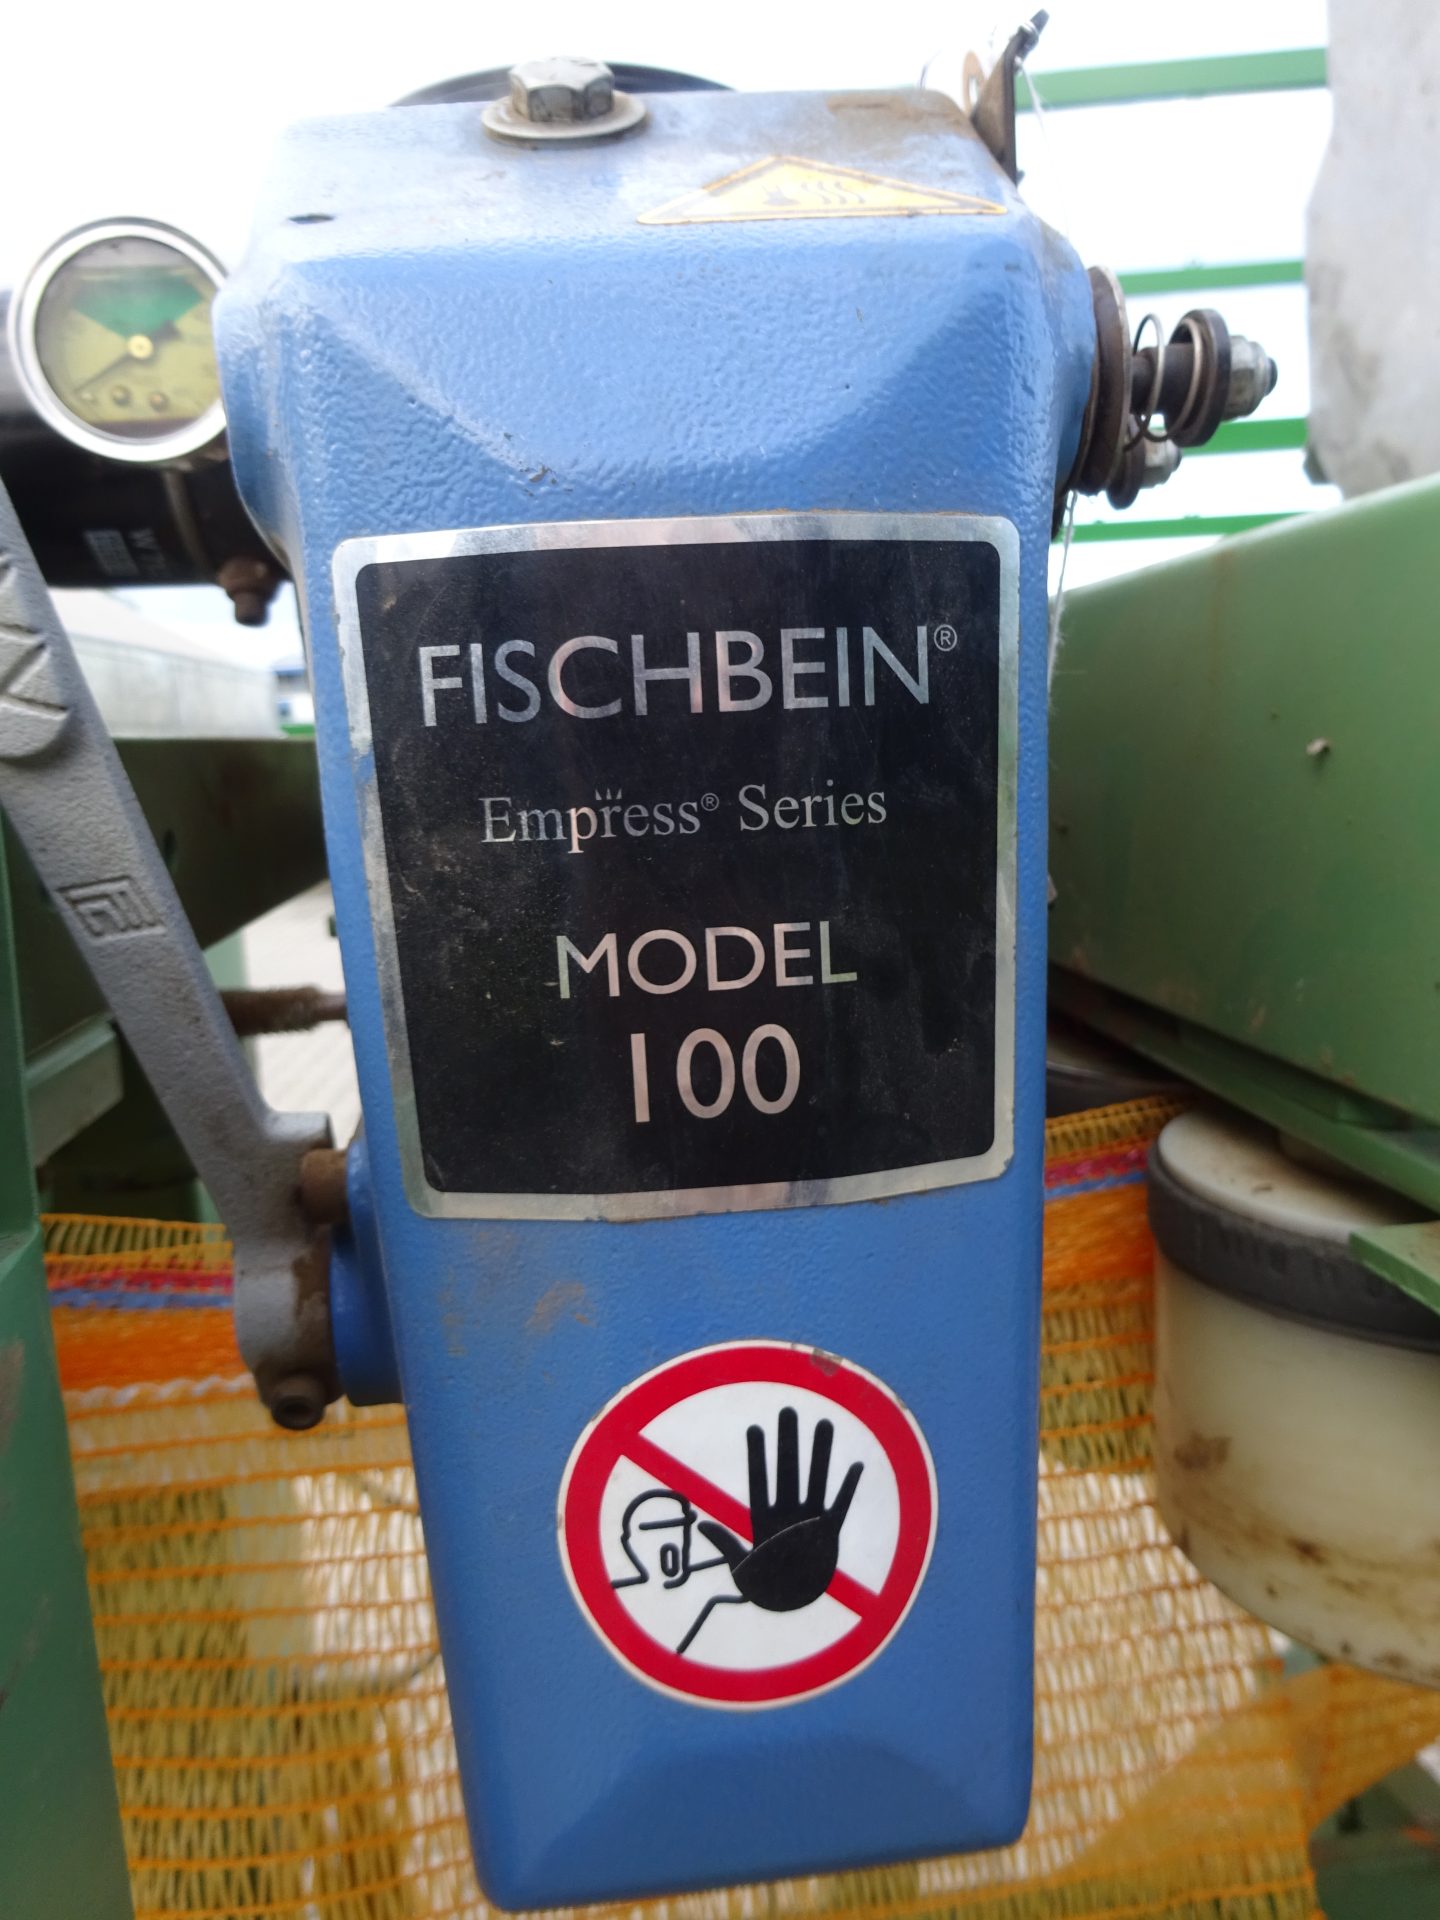 FISCHBEIN®
Empress® Series
MODEL
100